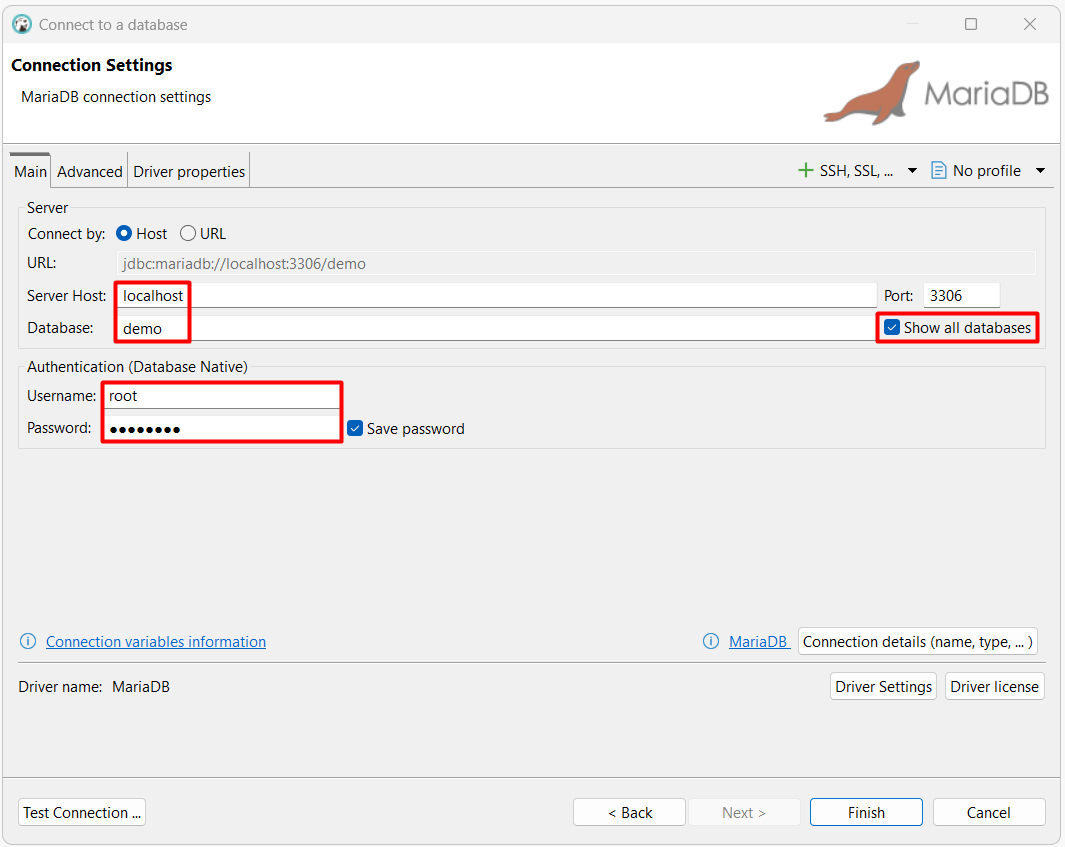 Connect to a database
Connection Settings
MariaDB connection settings
MariaDB
Main Advanced Driver properties SSH, SSL, ... No profile
Server
Connect by: Host URL
URL: jdbc:mariadb://localhost:3306/demo
Server Host: localhost Port: 3306
Database: demo Show all databases
Authentication (Database Native)
Username: root
Password: •••••••• Save password
Connection variables information MariaDB Connection details (name, type, ... )
Driver name: MariaDB Driver Settings Driver license
Test Connection ... < Back Next > Finish Cancel